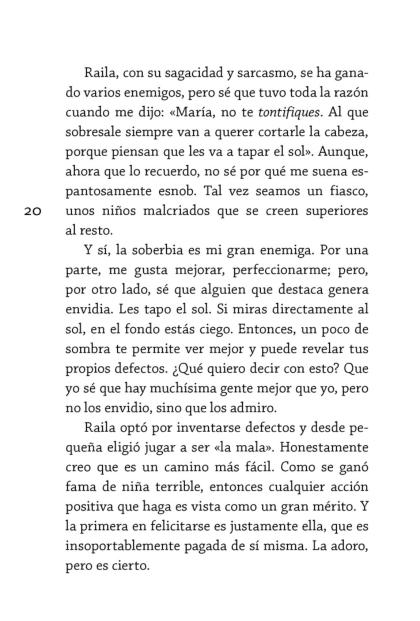 Raila, con su sagacidad y sarcasmo, se ha gana-
do varios enemigos, pero sé que tuvo toda la razón
cuando me dijo: «María, no te tontifiques. Al que
sobresale siempre van a querer cortarle la cabeza,
porque piensan que les va a tapar el sol». Aunque,
ahora que lo recuerdo, no sé por qué me suena es-
pantosamente esnob. Tal vez seamos un fiasco,
20 unos niños malcriados que se creen superiores
al resto.
Y sí, la soberbia es mi gran enemiga. Por una
parte, me gusta mejorar, perfeccionarme; pero,
por otro lado, sé que alguien que destaca genera
envidia. Les tapo el sol. Si miras directamente al
sol, en el fondo estás ciego. Entonces, un poco de
sombra te permite ver mejor y puede revelar tus
propios defectos. ¿Qué quiero decir con esto? Que
yo sé que hay muchísima gente mejor que yo, pero
no los envidio, sino que los admiro.
Raila optó por inventarse defectos y desde pe-
queña eligió jugar a ser «la mala». Honestamente
creo que es un camino más fácil. Como se ganó
fama de niña terrible, entonces cualquier acción
positiva que haga es vista como un gran mérito. Y
la primera en felicitarse es justamente ella, que es
insoportablemente pagada de sí misma. La adoro,
pero es cierto.